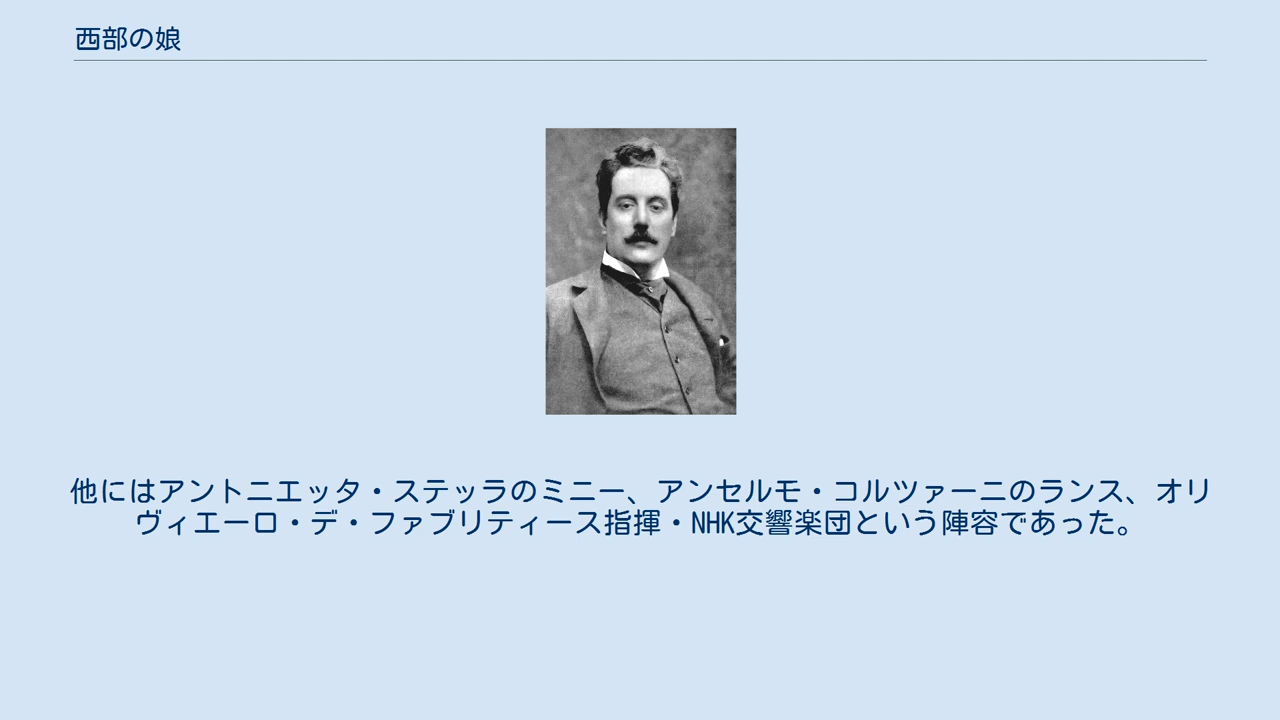 西部の娘
他にはアントニエッタ・ステッラのミニー、アンセルモ・コルツァーニのランス、オリ
ヴィエーロ・デ・ファブリティース指揮・NHK交響楽団という陣容であった。